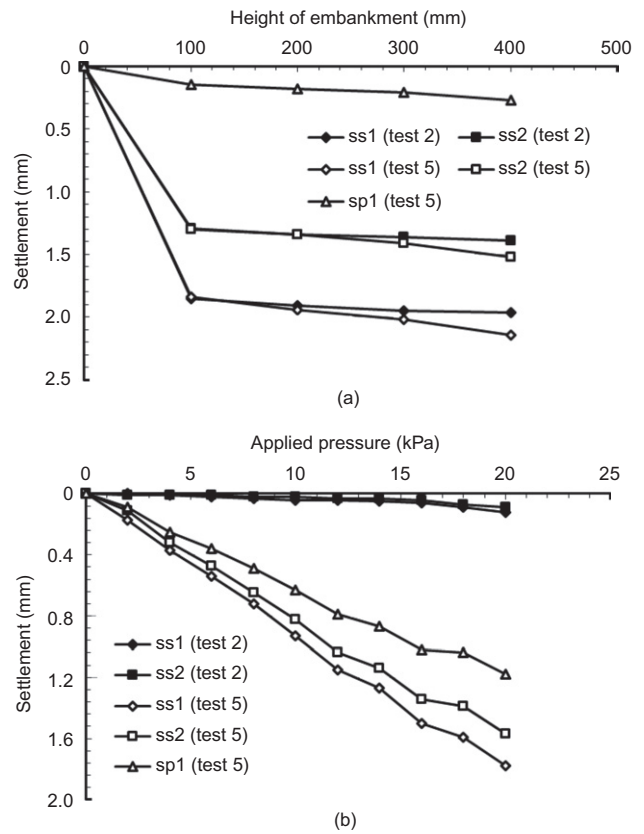 Height of embankment (mm)
0 100 200 300 400 500
0
0.5
1.0
1.5
2.0
2.5
Settlement (mm)
ss1 (test 2) ss2 (test 2)
ss1 (test 5) ss2 (test 5)
sp1 (test 5)
(a)
Applied pressure (kPa)
0 5 10 15 20 25
0
0.4
0.8
1.2
1.6
2.0
Settlement (mm)
ss1 (test 2)
ss2 (test 2)
ss1 (test 5)
ss2 (test 5)
sp1 (test 5)
(b)